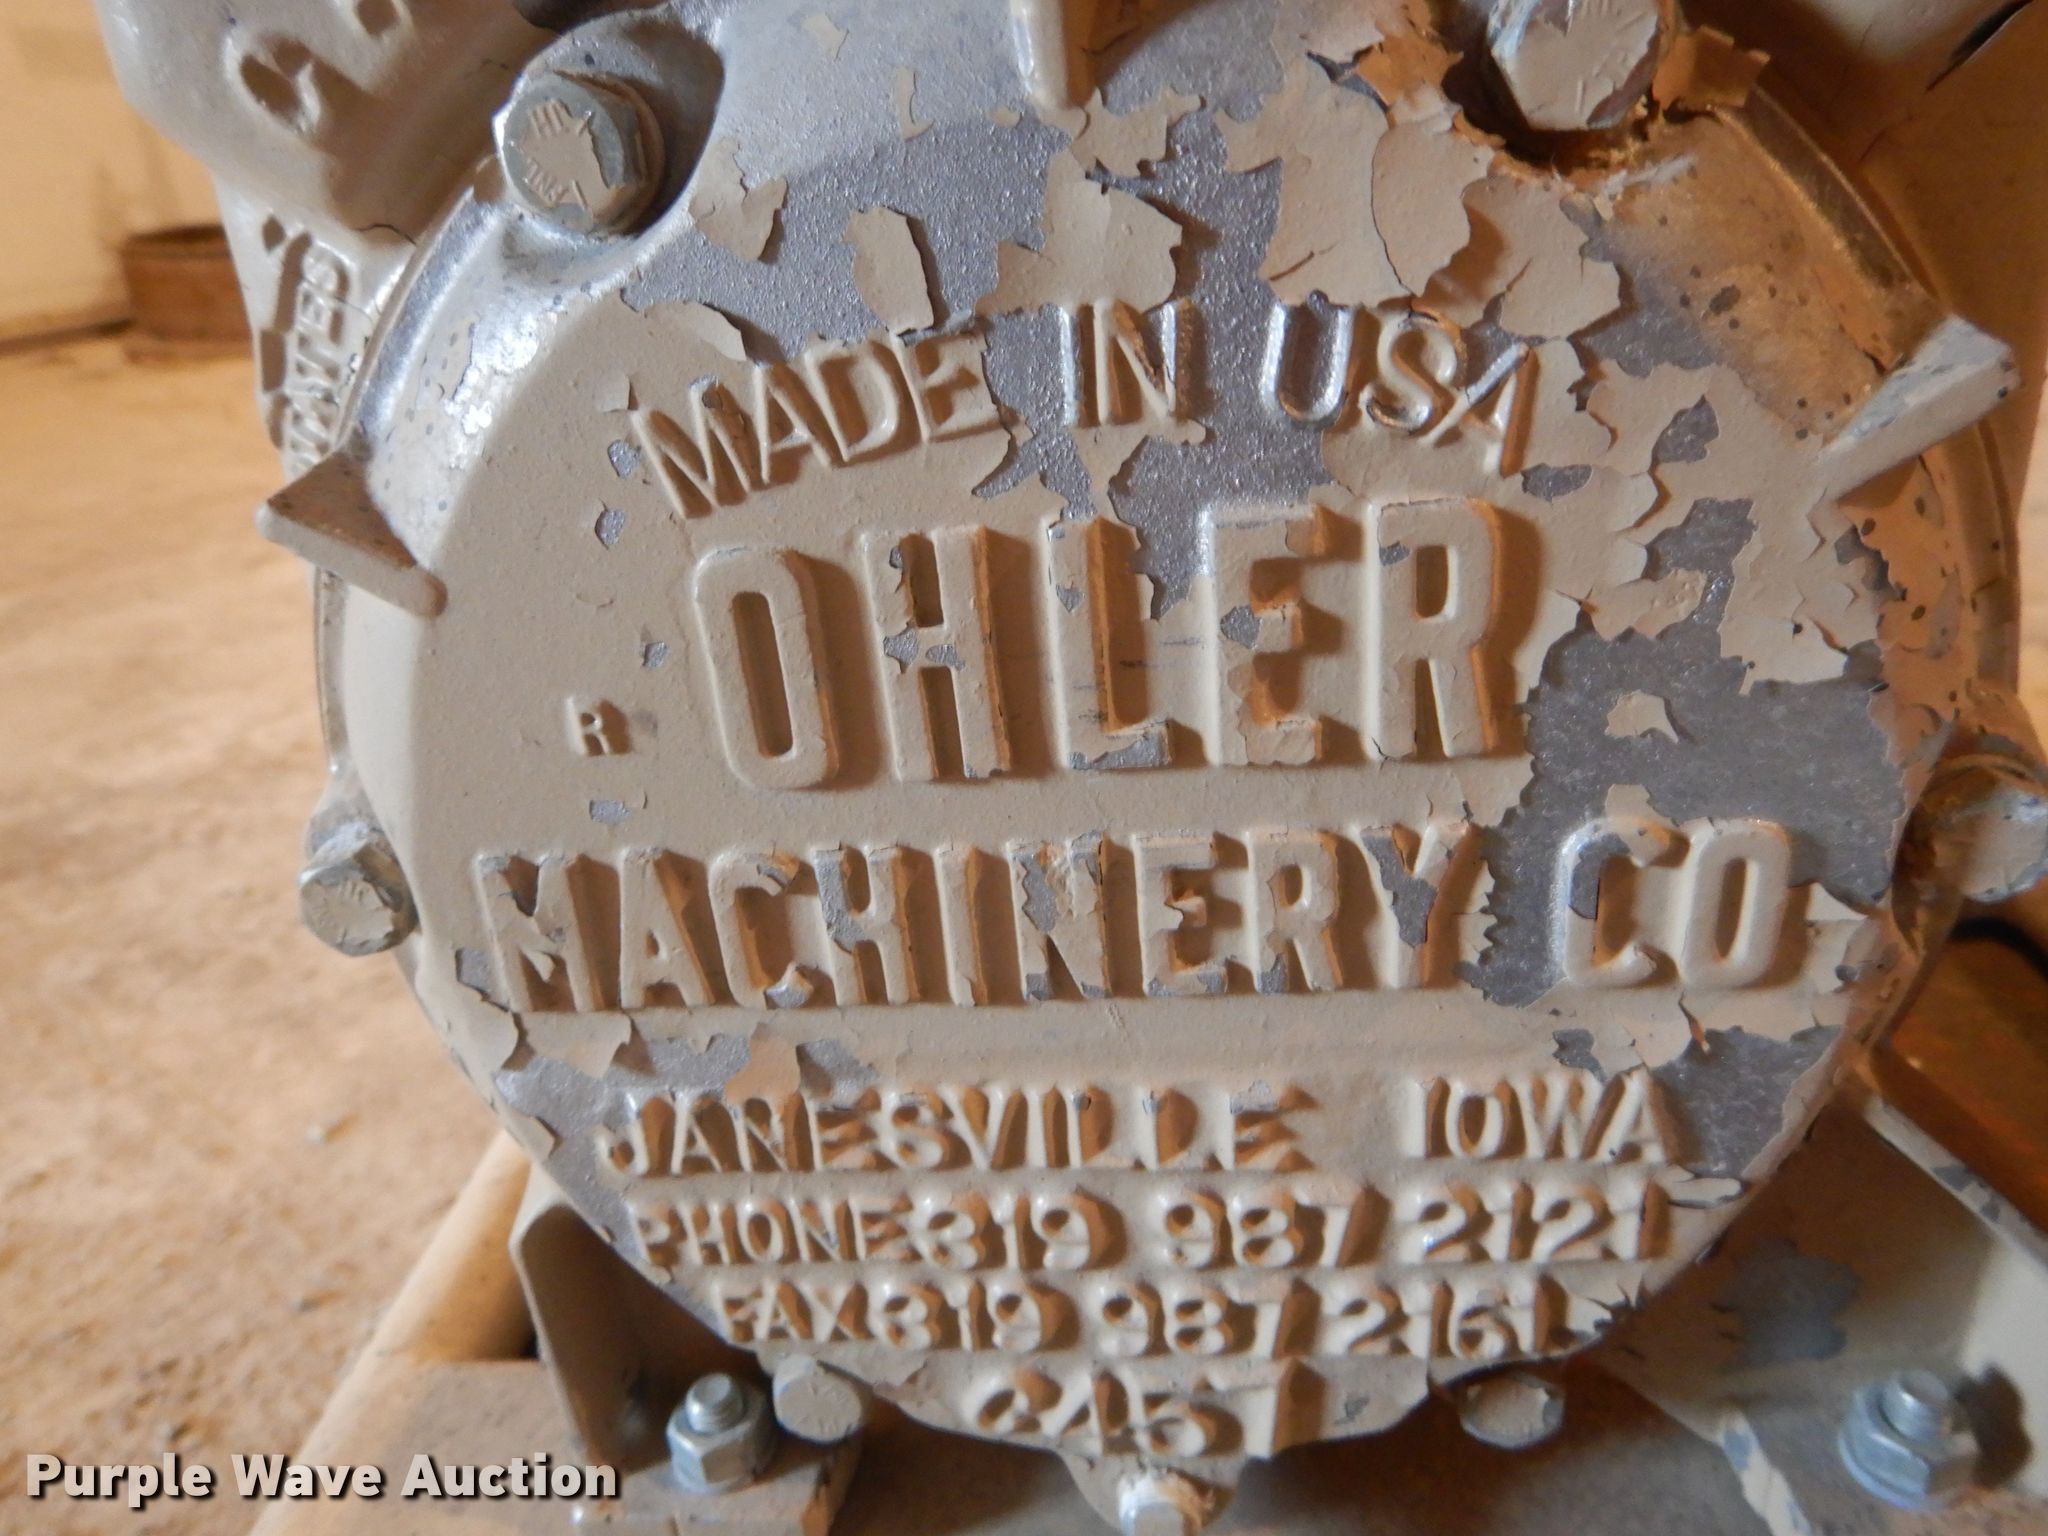 MADE IN USA
R
OHLER
MACHINERY CO
JANESVILLE IOWA
PHONE 319 987 2121
FAX 319 987 2161
Purple Wave Auction